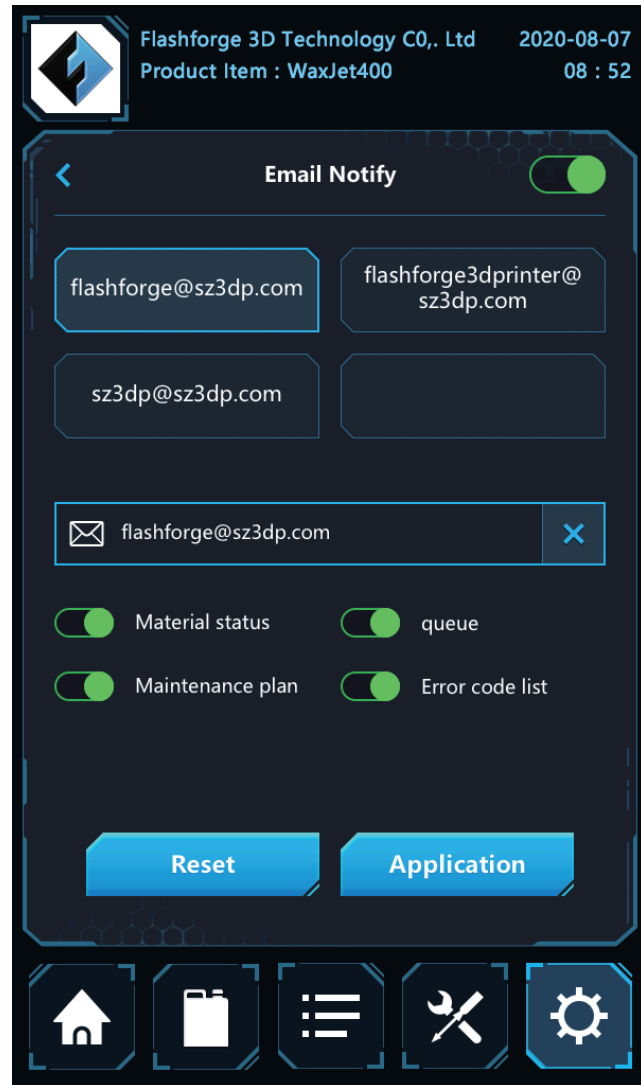 Flashforge 3D Technology C0,. Ltd 2020-08-07
Product Item : WaxJet400 08 : 52
Email Notify
flashforge@sz3dp.com
flashforge3dprinter@
sz3dp.com
sz3dp@sz3dp.com
flashforge@sz3dp.com
Material status
queue
Maintenance plan
Error code list
Reset
Application